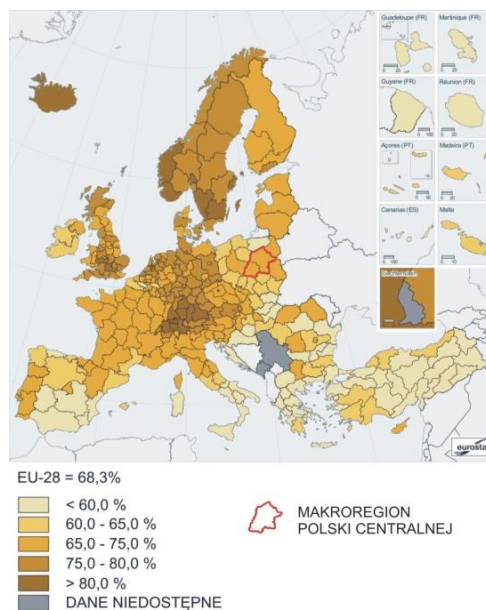 Guadeloupe (FR)
Martinique (FR)
Guyane (FR)
Réunion (FR)
Açores (PT)
Madeira (PT)
Canarias (ES)
Malta
Liechtenstein
eurosta
EU-28 = 68,3%
< 60,0 %
60,0 - 65,0 %
65,0 - 75,0 %
75,0 - 80,0 %
> 80,0 %
DANE NIEDOSTĘPNE
MAKROREGION
POLSKI CENTRALNEJ